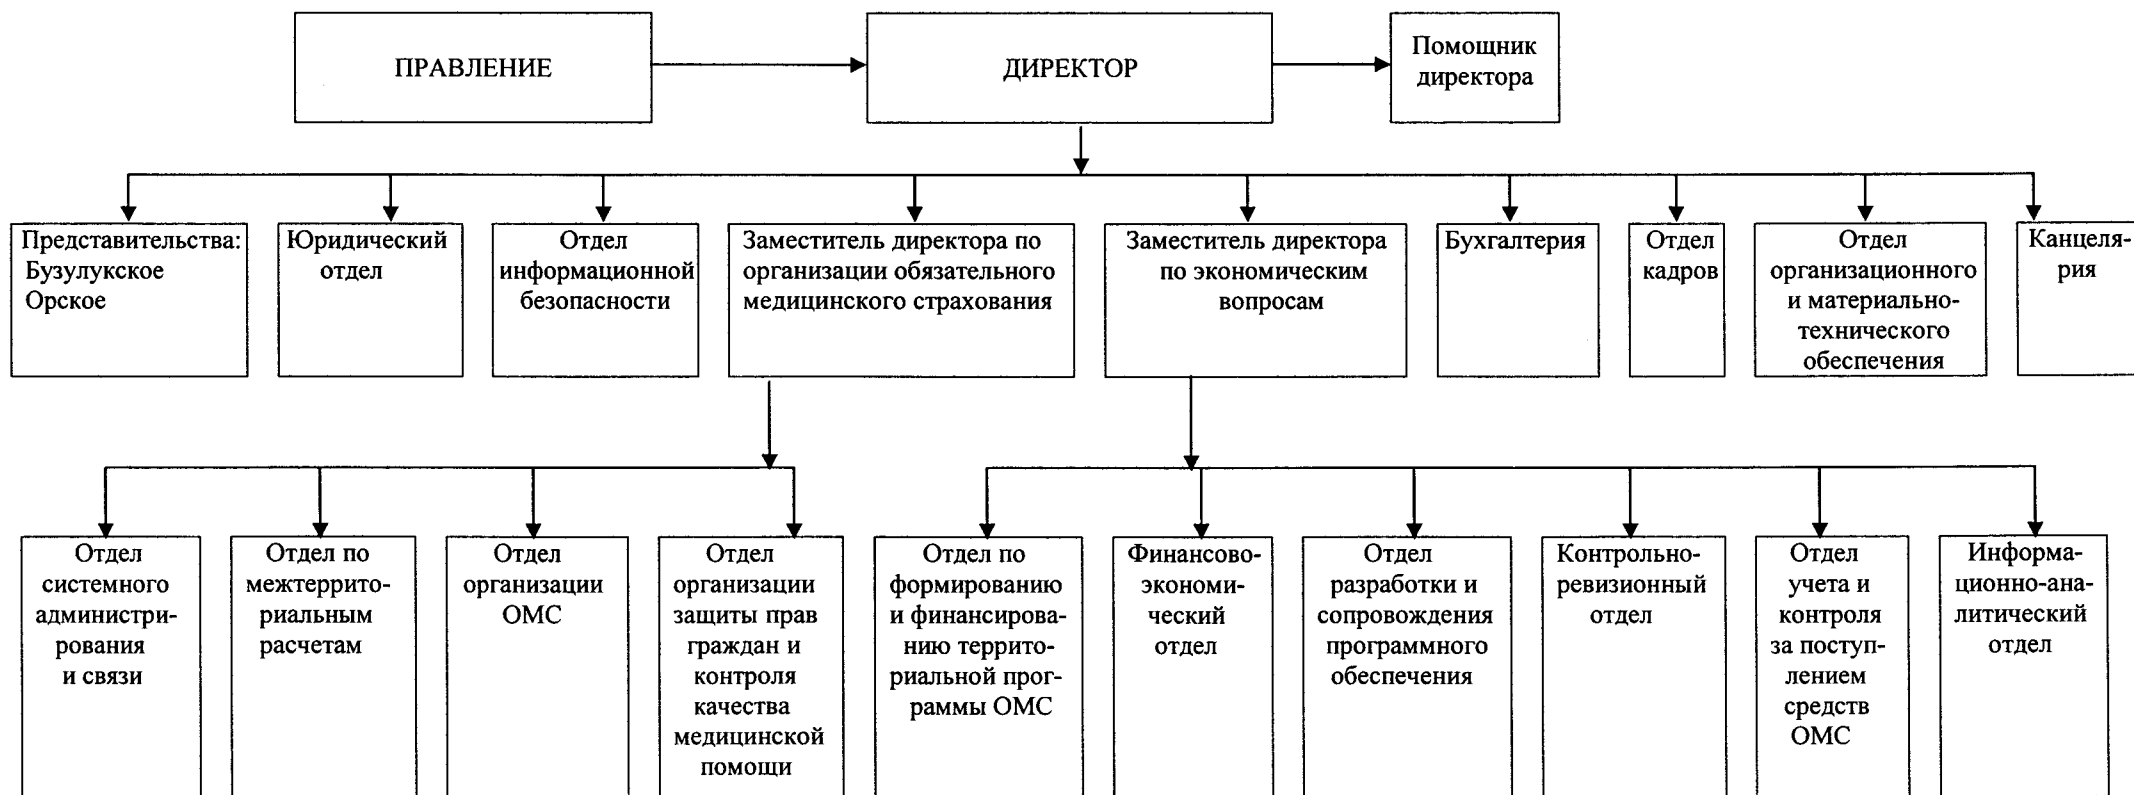 ПРАВЛЕНИЕ
ДИРЕКТОР
Помощник
директора
Представительства:
Бузулукское
Орское
Юридический
отдел
Отдел
информационной
безопасности
Заместитель директора по
организации обязательного
медицинского страхования
Заместитель директора
по экономическим
вопросам
Бухгалтерия
Отдел
кадров
Отдел
организационного
и материально-
технического
обеспечения
Канцеля-
рия
Отдел
системного
администри-
рования
и связи
Отдел по
межтеррито-
риальным
расчетам
Отдел
организации
ОМС
Отдел
организации
защиты прав
граждан и
контроля
качества
медицинской
помощи
Отдел по
формированию
и финансирова-
нию террито-
риальной прог-
раммы ОМС
Финансово-
экономи-
ческий
отдел
Отдел
разработки и
сопровождения
программного
обеспечения
Контрольно-
ревизионный
отдел
Отдел
учета и
контроля
за поступ-
лением
средств
ОМС
Информа-
ционно-ана-
литический
отдел